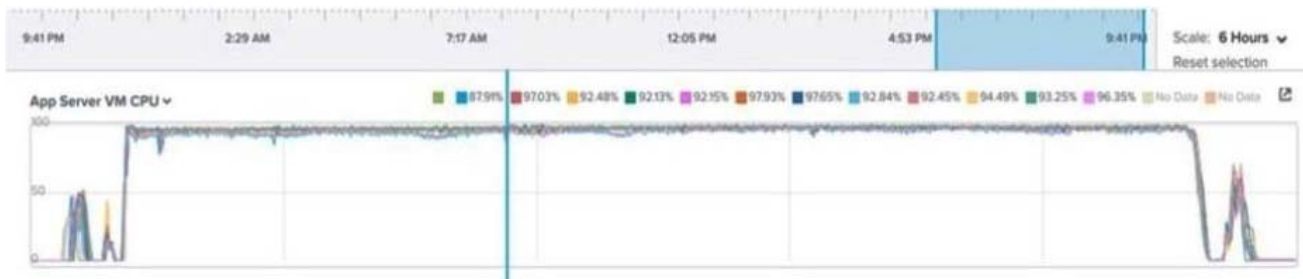 9:41 PM 2:29 AM 7:17 AM 12:05 PM 4:53 PM 9:41 PM Scale: 6 Hours
Reset selection
App Server VM CPU 87.91% 97.03% 92.48% 92.13% 92.15% 97.93% 97.65% 92.84% 92.45% 94.49% 93.25% 96.35% No Data No Data
100
50
0